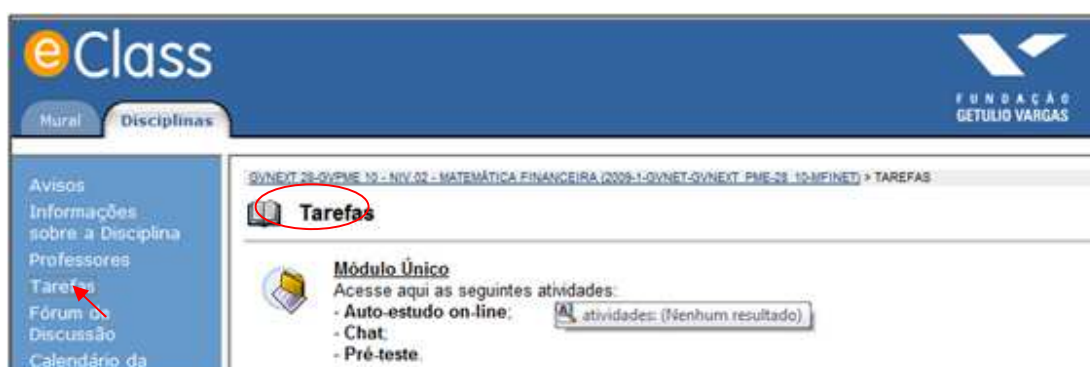 eClass
FUNDAÇÃO
GETULIO VARGAS
Mural
Disciplinas
Avisos
Informações
sobre a Disciplina
Professores
Tarefas
Fórum de
Discussão
Calendário da
GVNEXT 28-GVPME 10 - NIV.02 - MATEMÁTICA FINANCEIRA (2009-1-GVNET-GVNEXT_PME-28_10-MFINET) > TAREFAS
Tarefas
Módulo Único
Acesse aqui as seguintes atividades:
- Auto-estudo on-line;
atividades: (Nenhum resultado)
- Chat;
- Pré-teste.